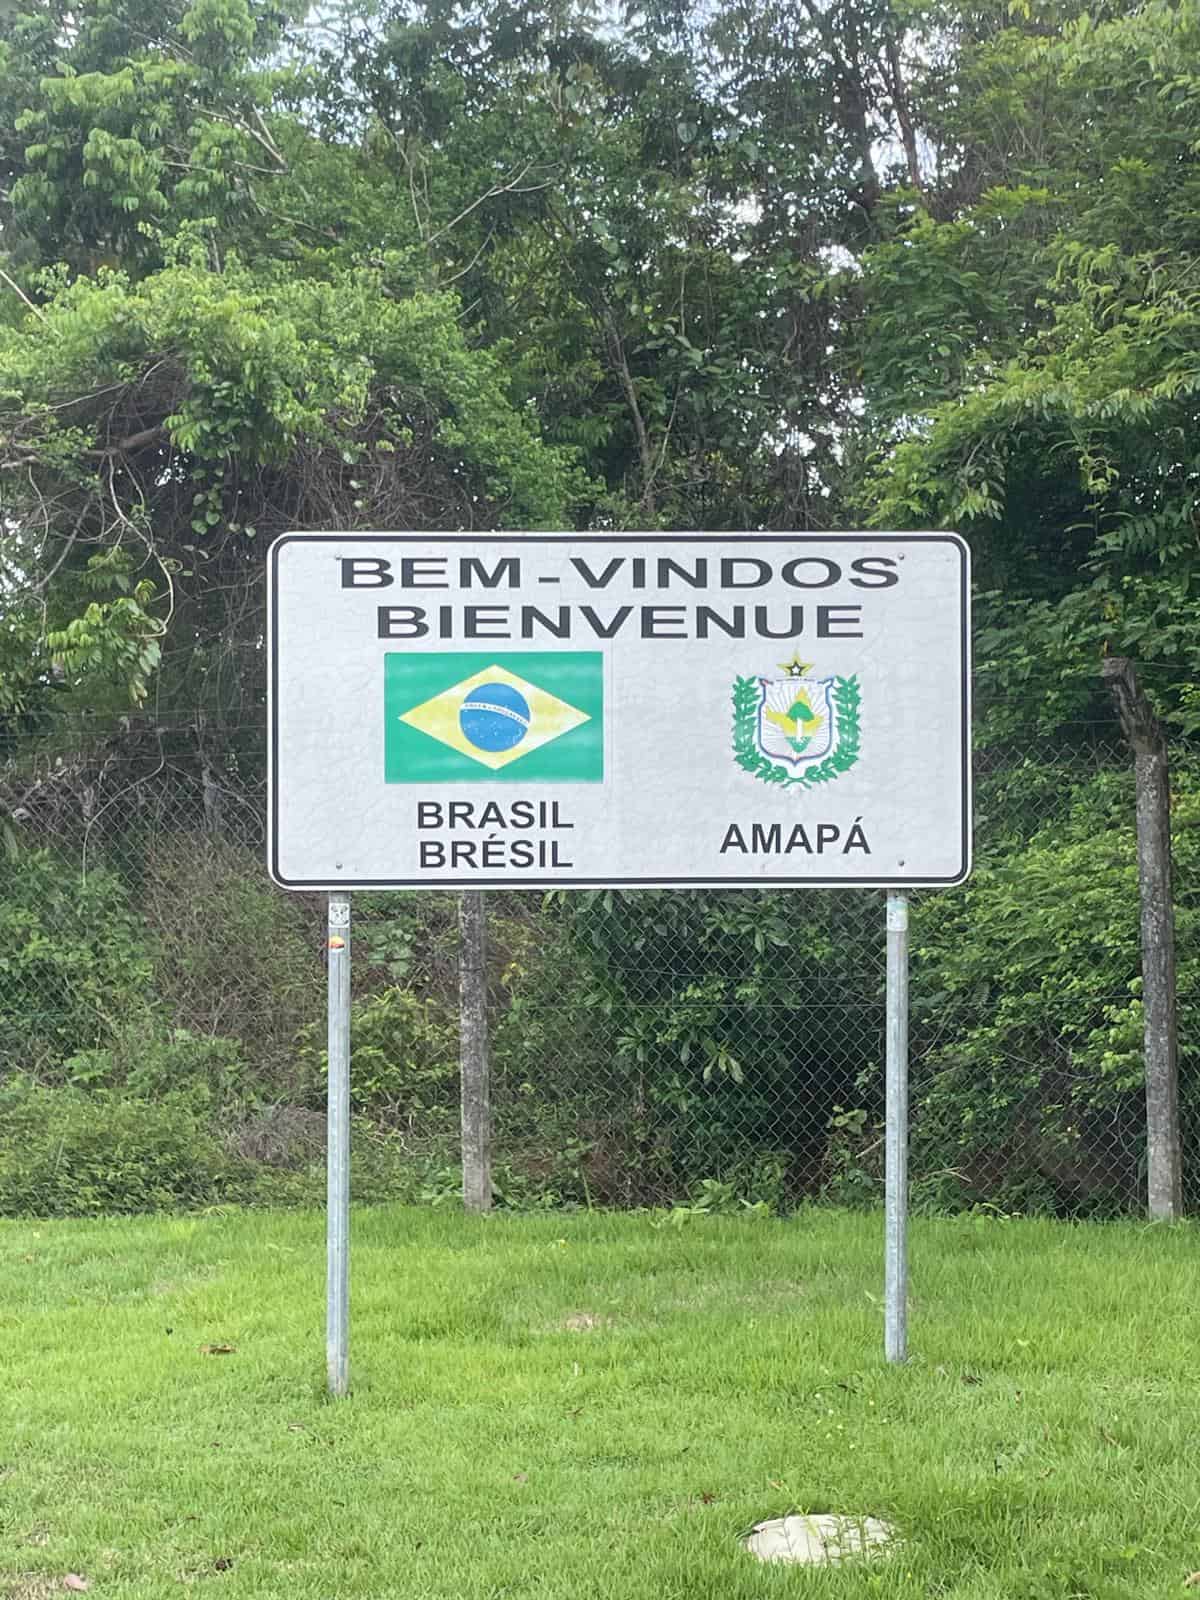 BEM-VINDOS
BIENVENUE
BRASIL
BRÉSIL
AMAPÁ